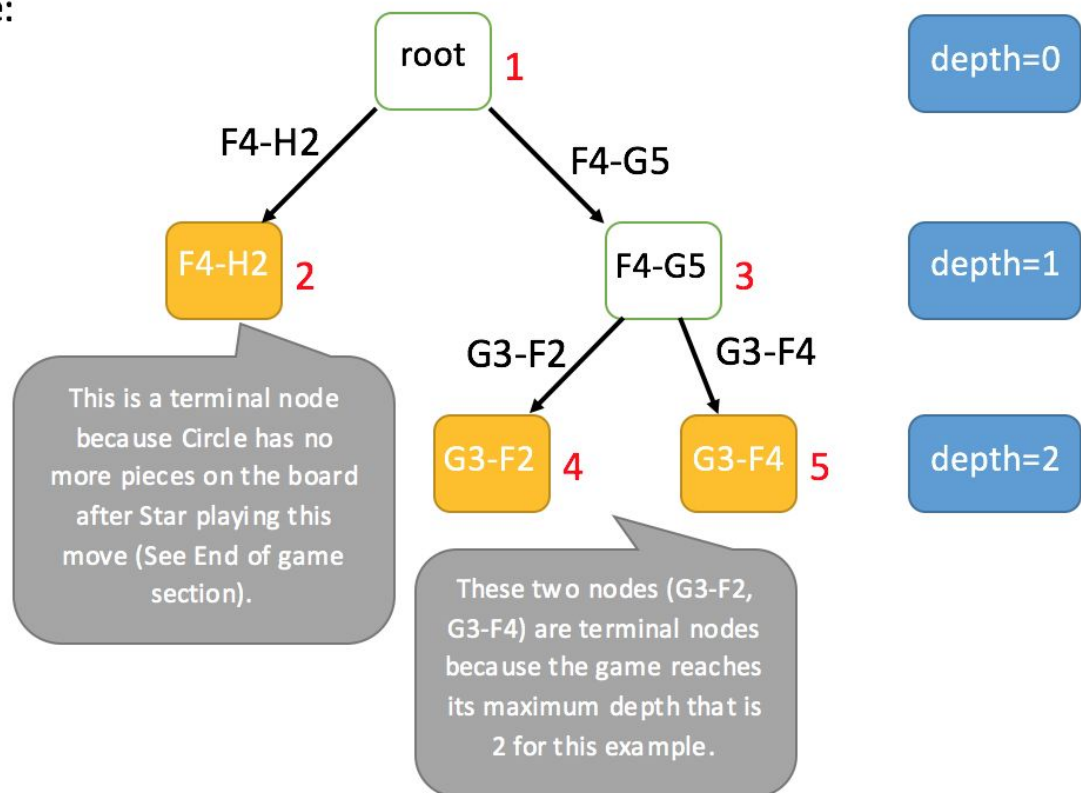 root
1
depth=0
F4-H2
F4-G5
F4-H2
2
F4-G5
3
depth=1
G3-F2
G3-F4
This is a terminal node
because Circle has no
more pieces on the board
after Star playing this
move (See End of game
section).
G3-F2
4
G3-F4
5
depth=2
These two nodes (G3-F2,
G3-F4) are terminal nodes
because the game reaches
its maximum depth that is
2 for this example.